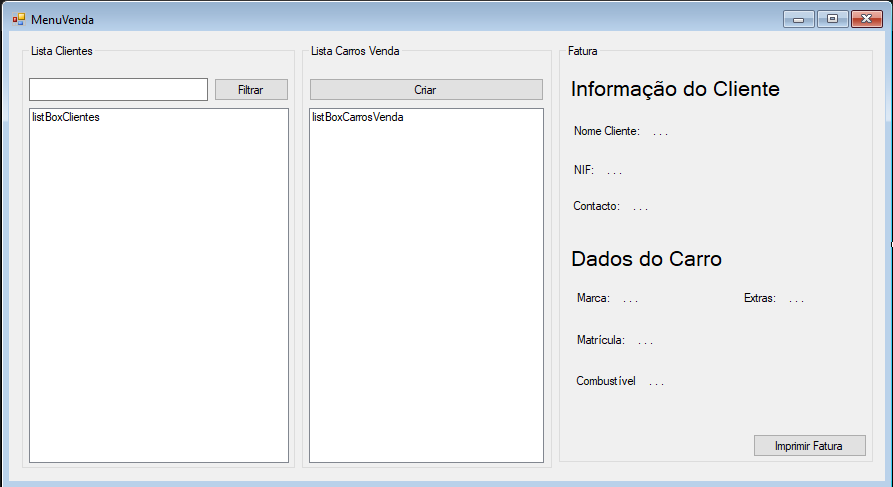 MenuVenda
Lista Clientes
Filtrar
listBoxClientes
Lista Carros Venda
Criar
listBoxCarrosVenda
Fatura
Informação do Cliente
Nome Cliente: . . .
NIF: . . .
Contacto: . . .
Dados do Carro
Marca: . . . Extras: . . .
Matrícula: . . .
Combustível . . .
Imprimir Fatura